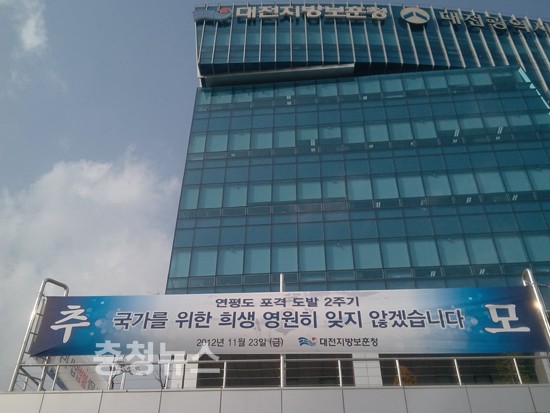 대전지방보훈청 대전광역시
연평도 포격 도발 2주기
추 국가를 위한 희생 영원히 잊지 않겠습니다 모
2012년 11월 23일(금) 대전지방보훈청
충청뉴스